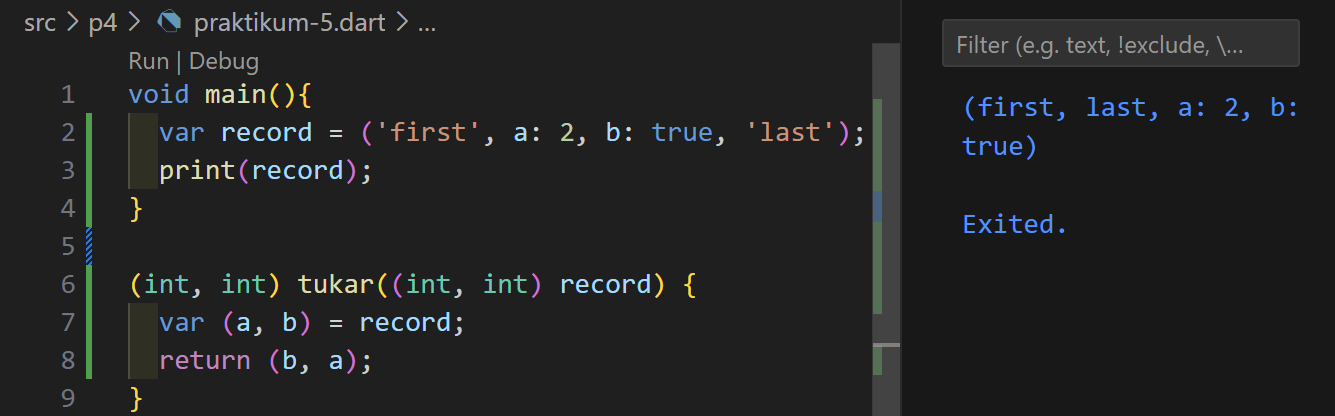 src > p4 > praktikum-5.dart > ...
Run | Debug
1 void main(){
2   var record = ('first', a: 2, b: true, 'last');
3   print(record);
4 }
5
6 (int, int) tukar((int, int) record) {
7   var (a, b) = record;
8   return (b, a);
9 }
Filter (e.g. text, !exclude, \...
(first, last, a: 2, b:
true)
Exited.